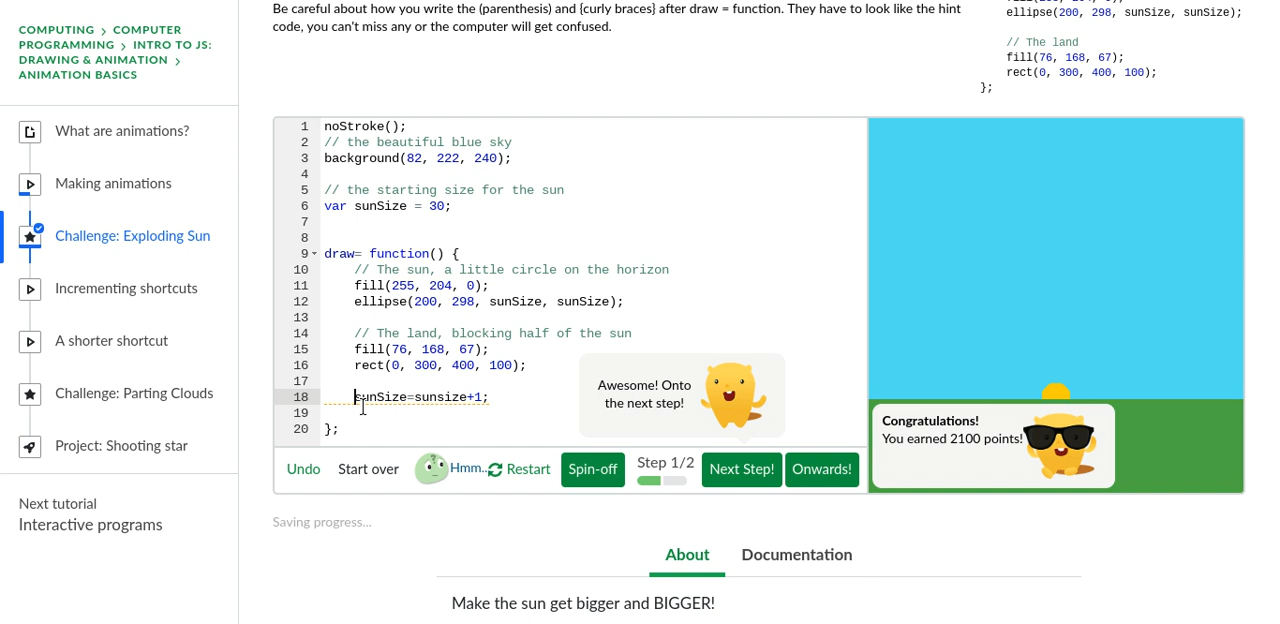 COMPUTING > COMPUTER
PROGRAMMING > INTRO TO JS:
DRAWING & ANIMATION >
ANIMATION BASICS
What are animations?
Making animations
Challenge: Exploding Sun
Incrementing shortcuts
A shorter shortcut
Challenge: Parting Clouds
Project: Shooting star
Next tutorial
Interactive programs
Be careful about how you write the (parenthesis) and {curly braces} after draw = function. They have to look like the hint
code, you can't miss any or the computer will get confused.
ellipse(200, 298, sunSize, sunSize);
// The land
fill(76, 168, 67);
rect(0, 300, 400, 100);
};
1 noStroke();
2 // the beautiful blue sky
3 background(82, 222, 240);
4
5 // the starting size for the sun
6 var sunSize = 30;
7
8
9 draw= function() {
10 // The sun, a little circle on the horizon
11 fill(255, 204, 0);
12 ellipse(200, 298, sunSize, sunSize);
13
14 // The land, blocking half of the sun
15 fill(76, 168, 67);
16 rect(0, 300, 400, 100);
17
18 sunSize=sunsize+1;
19
20 };
Awesome! Onto
the next step!
Congratulations!
You earned 2100 points!
Undo
Start over
Hmm..
Restart
Spin-off
Step 1/2
Next Step!
Onwards!
Saving progress...
About
Documentation
Make the sun get bigger and BIGGER!